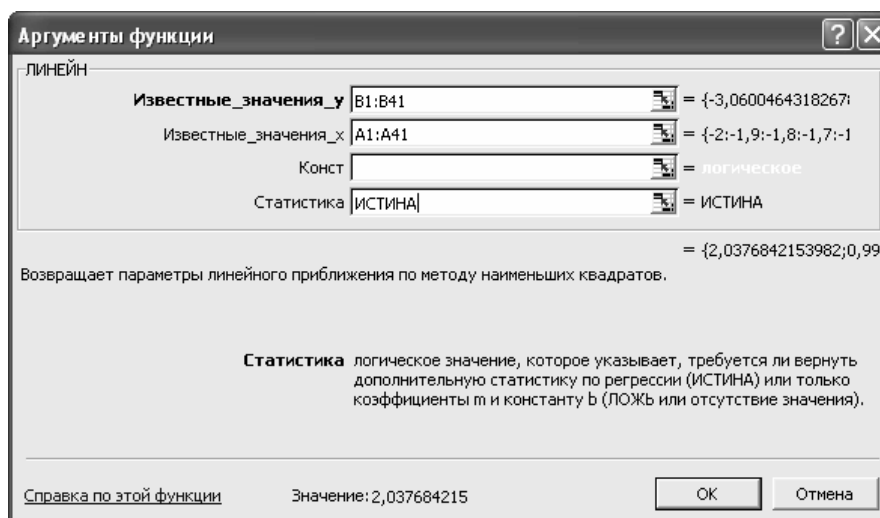 Аргументы функции
ЛИНЕЙН
Известные_значения_y B1:B41 = {-3,0600464318267:
Известные_значения_x A1:A41 = {-2:-1,9:-1,8:-1,7:-1
Конст = логическое
Статистика ИСТИНА = ИСТИНА
= {2,0376842153982;0,99
Возвращает параметры линейного приближения по методу наименьших квадратов.
Статистика логическое значение, которое указывает, требуется ли вернуть
дополнительную статистику по регрессии (ИСТИНА) или только
коэффициенты m и константу b (ЛОЖЬ или отсутствие значения).
Справка по этой функции Значение:2,037684215 ОК Отмена